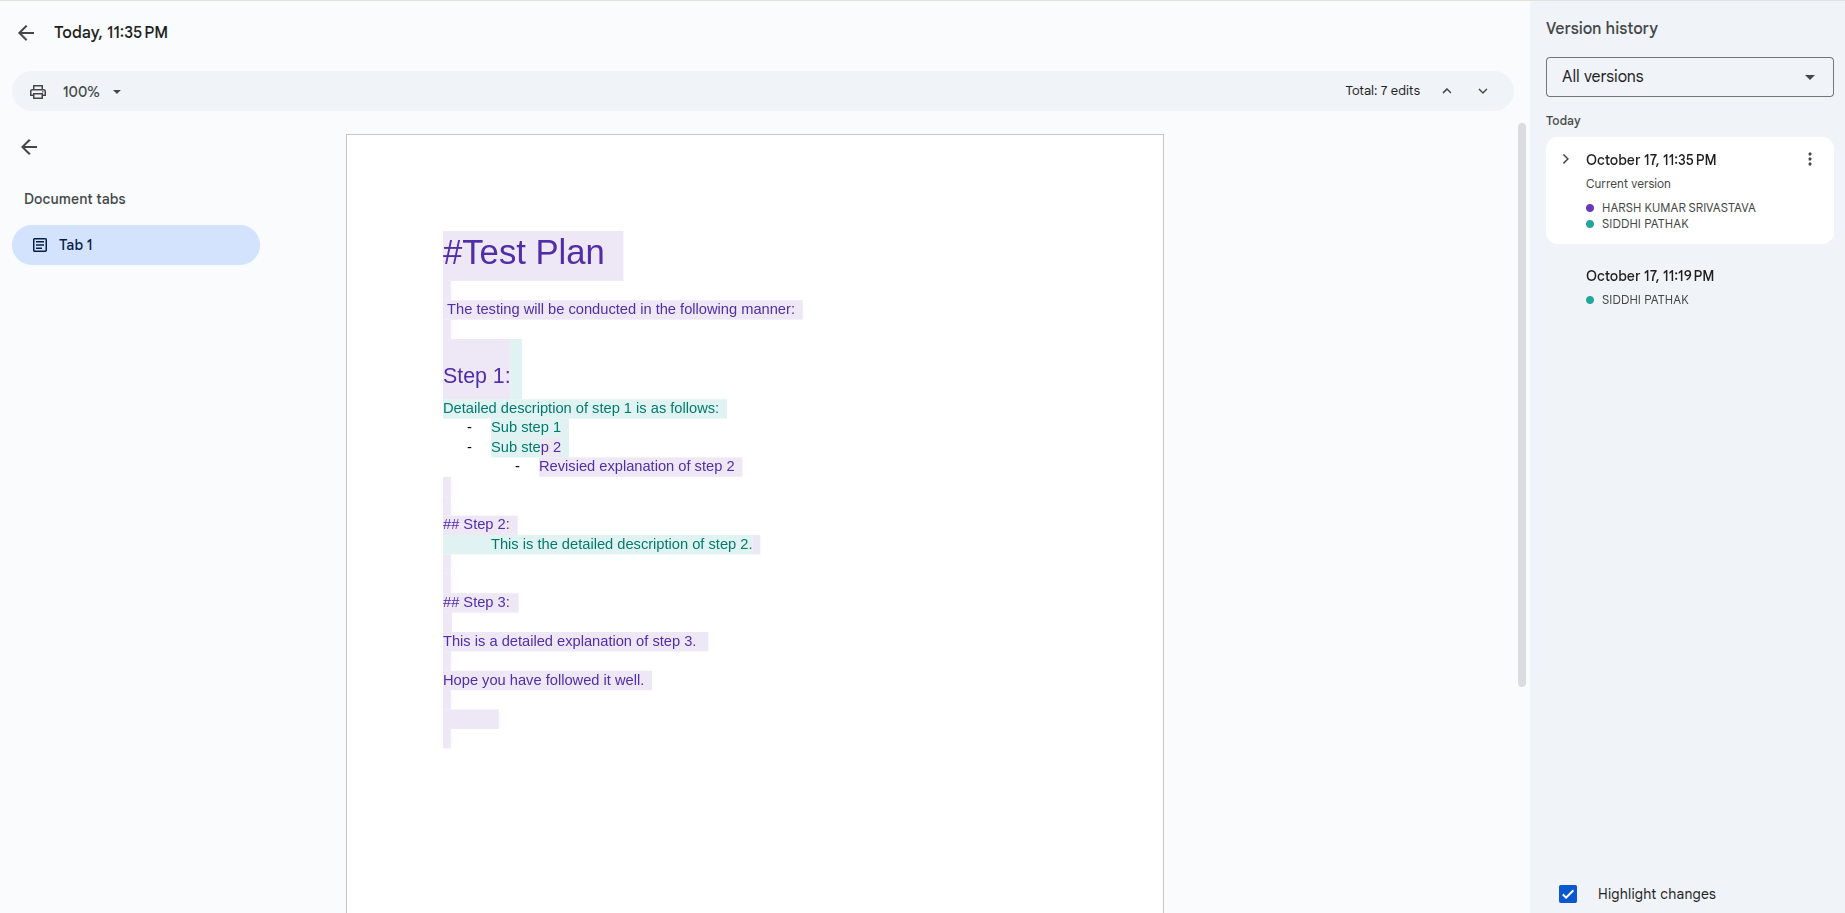 Today, 11:35 PM
100%
Total: 7 edits
Document tabs
Tab 1
#Test Plan
The testing will be conducted in the following manner:
Step 1:
Detailed description of step 1 is as follows:
- Sub step 1
- Sub step 2
- Revisied explanation of step 2
## Step 2:
This is the detailed description of step 2.
## Step 3:
This is a detailed explanation of step 3.
Hope you have followed it well.
Version history
All versions
Today
October 17, 11:35 PM
Current version
HARSH KUMAR SRIVASTAVA
SIDDHI PATHAK
October 17, 11:19 PM
SIDDHI PATHAK
Highlight changes